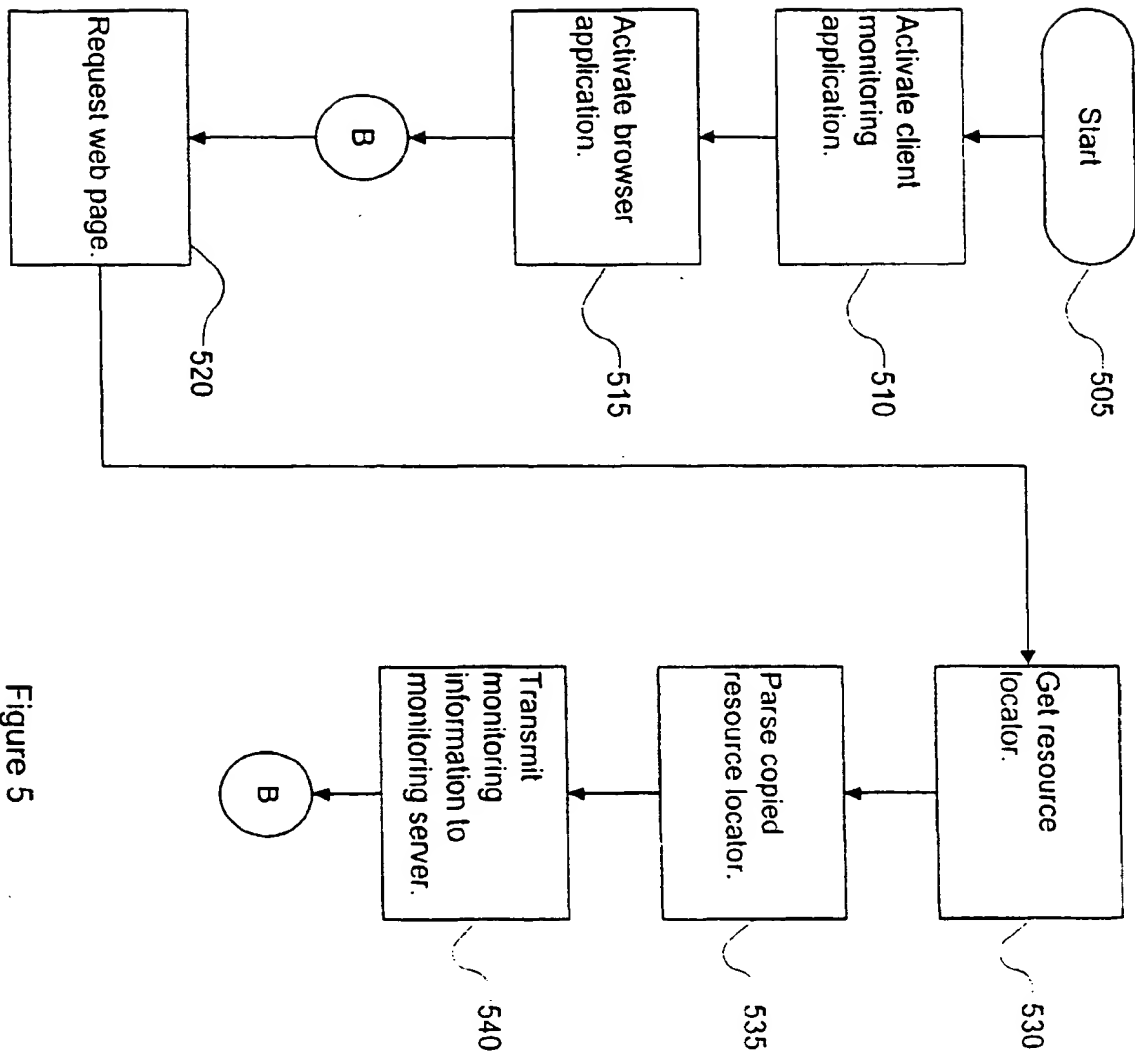 Start
505
Activate client
monitoring
application.
510
Activate browser
application.
515
B
Request web page.
520
Get resource
locator.
530
Parse copied
resource locator.
535
Transmit
monitoring
information to
monitoring server.
540
B
Figure 5